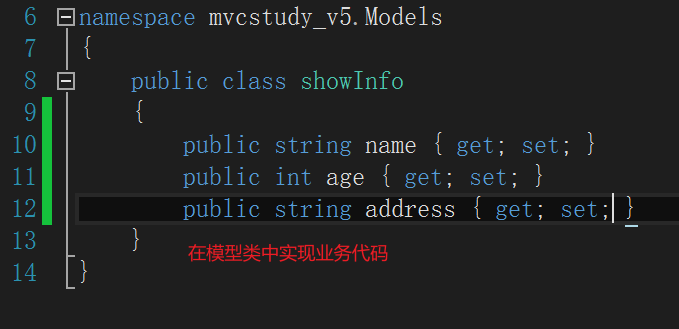 6 namespace mvcstudy_v5.Models
7 {
8 public class showInfo
9 {
10 public string name { get; set; }
11 public int age { get; set; }
12 public string address { get; set; }
13 }
在模型类中实现业务代码
14 }